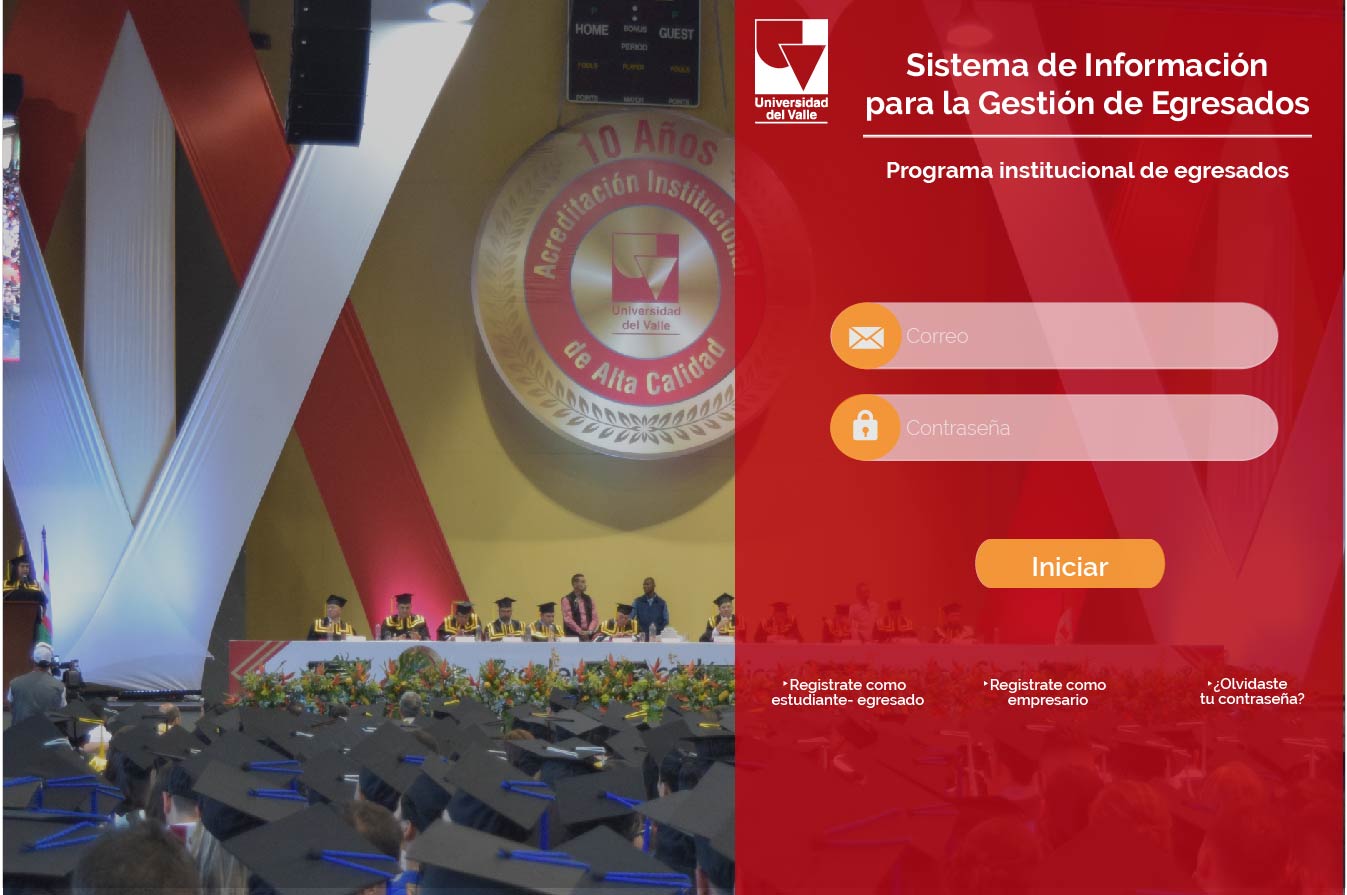 HOME
BONUS
GUEST
PERIOD
FOULS
PLAYER
FOULS
POINTS
MAYOR
POINTS
10 Años
Acreditación Institucional
de Alta Calidad
Universidad
del Valle
Universidad
del Valle
Sistema de Información
para la Gestión de Egresados
Programa institucional de egresados
Correo
Contraseña
Iniciar
‣Registrate como
estudiante- egresado
‣Registrate como
empresario
‣¿Olvidaste
tu contraseña?